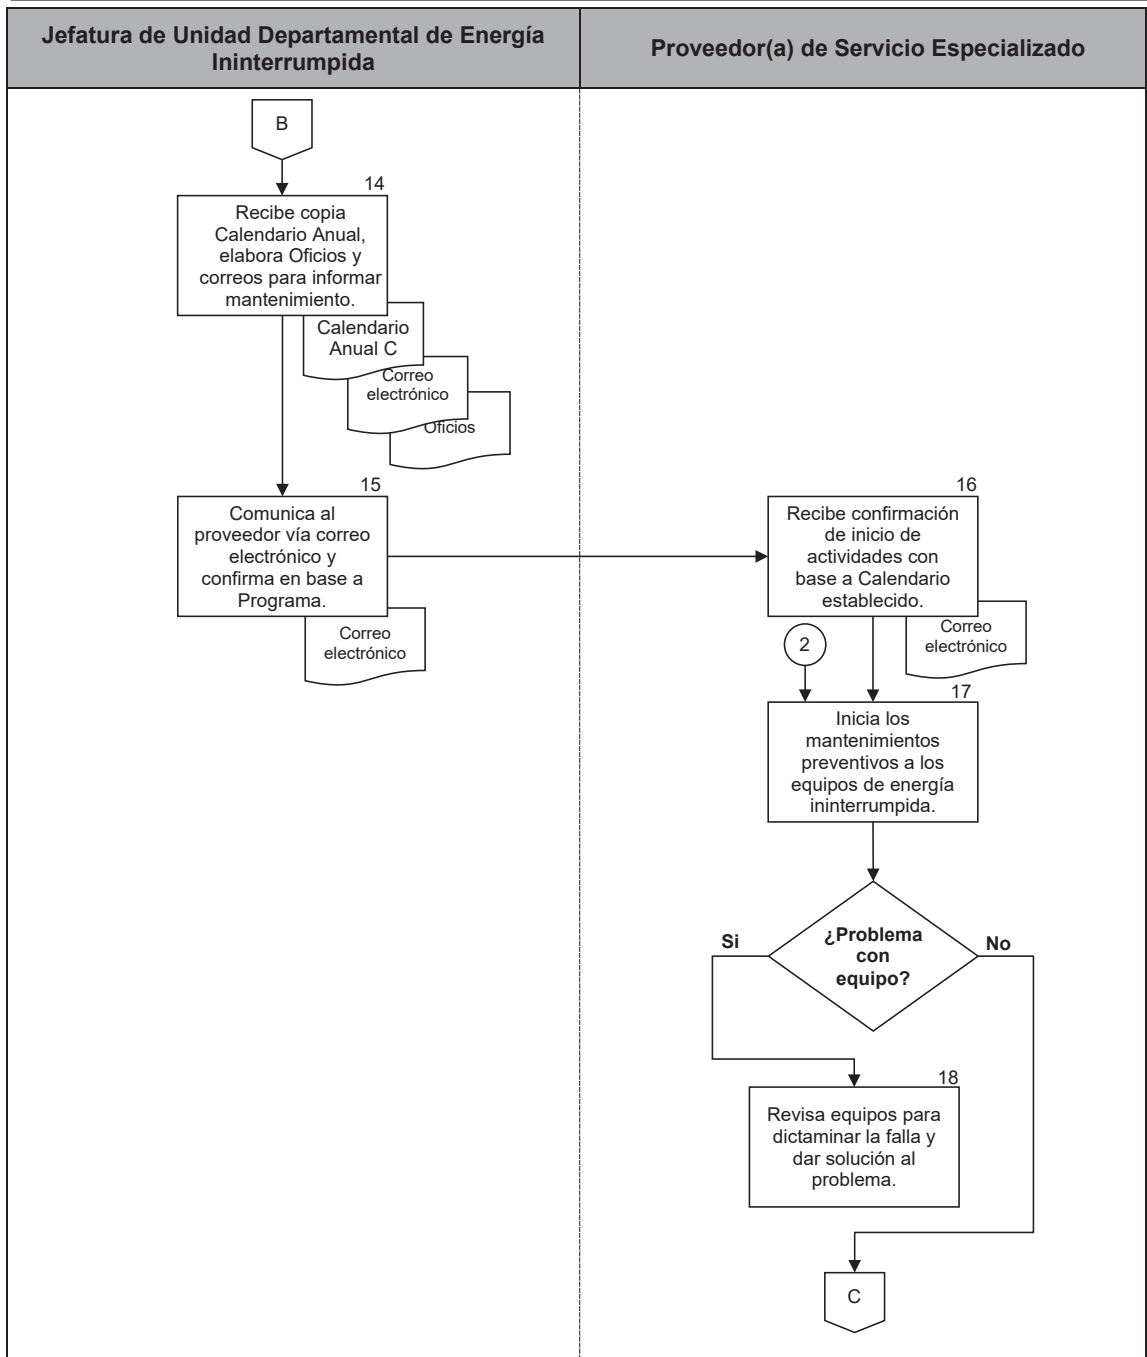 Jefatura de Unidad Departamental de Energía
Ininterrumpida
Proveedor(a) de Servicio Especializado
B
14
Recibe copia
Calendario Anual,
elabora Oficios y
correos para informar
mantenimiento.
Calendario
Anual C
Correo
electrónico
Oficios
15
Comunica al
proveedor vía correo
electrónico y
confirma en base a
Programa.
Correo
electrónico
16
Recibe confirmación
de inicio de
actividades con
base a Calendario
establecido.
Correo
electrónico
2
17
Inicia los
mantenimientos
preventivos a los
equipos de energía
ininterrumpida.
¿Problema
con
equipo?
Si
No
18
Revisa equipos para
dictaminar la falla y
dar solución al
problema.
C